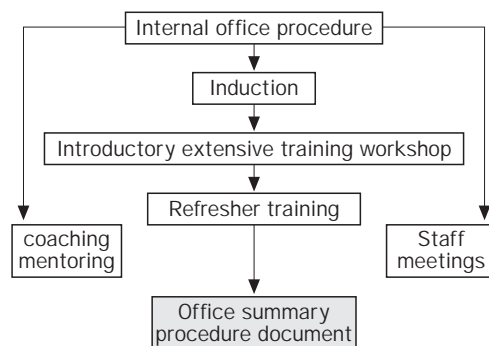 Internal office procedure
Induction
Introductory extensive training workshop
Refresher training
coaching
mentoring
Staff
meetings
Office summary
procedure document